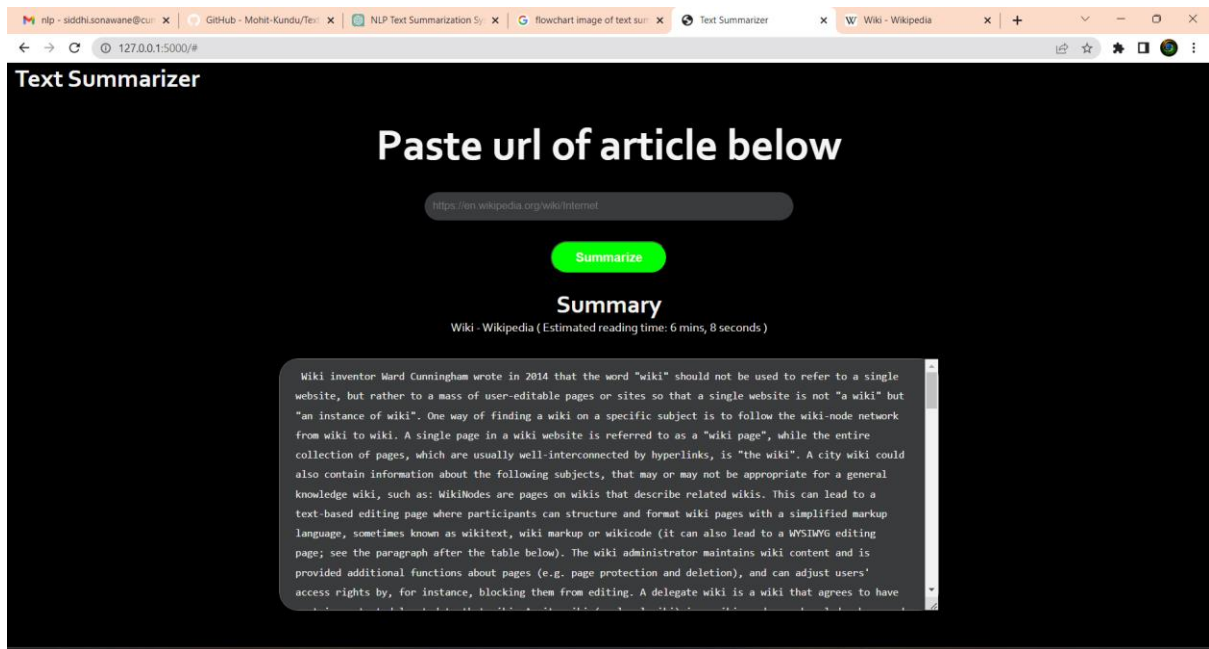 nlp - siddhi.sonawane@cun
GitHub - Mohit-Kundu/Text
NLP Text Summarization Sy
flowchart image of text sum
Text Summarizer
Wiki - Wikipedia
127.0.0.1:5000/#
Text Summarizer
Paste url of article below
https://en.wikipedia.org/wiki/Internet
Summarize
Summary
Wiki - Wikipedia ( Estimated reading time: 6 mins, 8 seconds )
Wiki inventor Ward Cunningham wrote in 2014 that the word "wiki" should not be used to refer to a single
website, but rather to a mass of user-editable pages or sites so that a single website is not "a wiki" but
"an instance of wiki". One way of finding a wiki on a specific subject is to follow the wiki-node network
from wiki to wiki. A single page in a wiki website is referred to as a "wiki page", while the entire
collection of pages, which are usually well-interconnected by hyperlinks, is "the wiki". A city wiki could
also contain information about the following subjects, that may or may not be appropriate for a general
knowledge wiki, such as: WikiNodes are pages on wikis that describe related wikis. This can lead to a
text-based editing page where participants can structure and format wiki pages with a simplified markup
language, sometimes known as wikitext, wiki markup or wikicode (it can also lead to a WYSIWYG editing
page; see the paragraph after the table below). The wiki administrator maintains wiki content and is
provided additional functions about pages (e.g. page protection and deletion), and can adjust users'
access rights by, for instance, blocking them from editing. A delegate wiki is a wiki that agrees to have